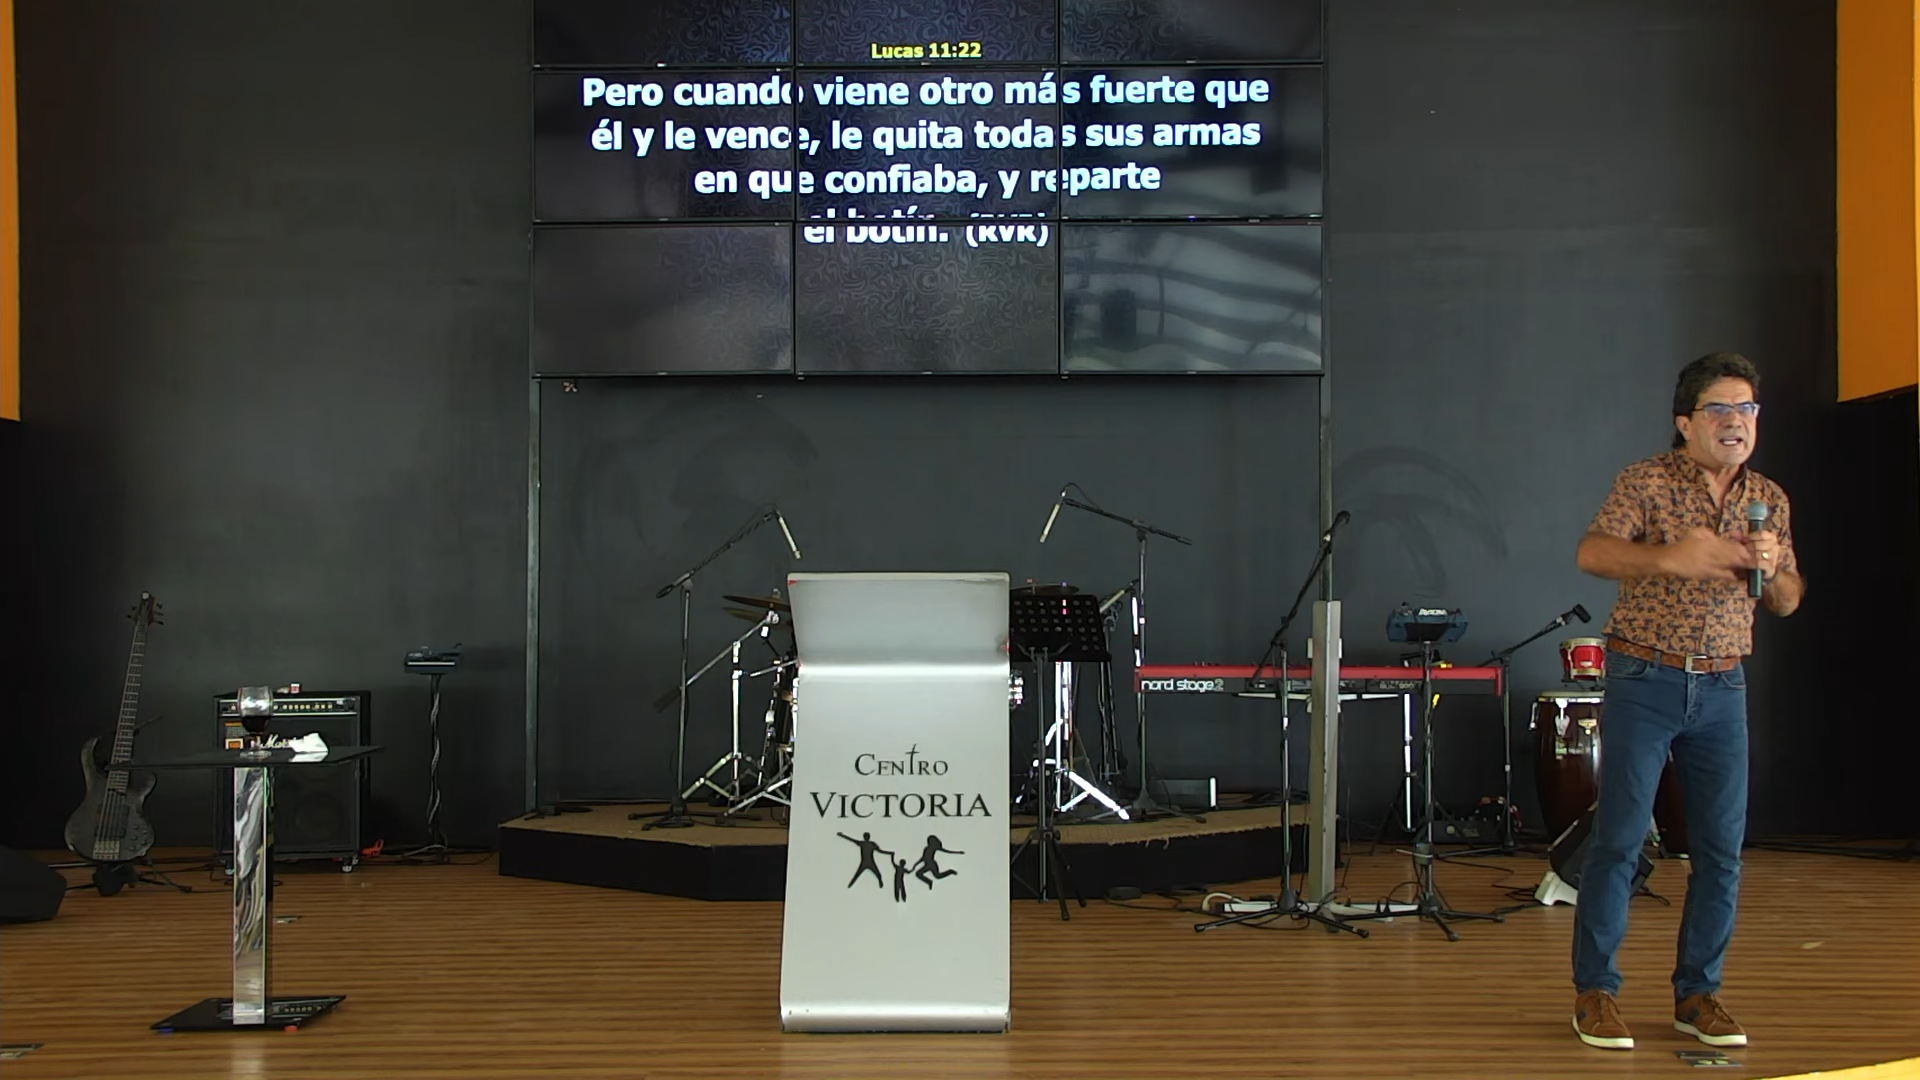 Lucas 11:22
Pero cuando viene otro más fuerte que
él y le vence, le quita todas sus armas
en que confiaba, y reparte
el botín. (RVR)
nord stage 2
Marshall
CENTRO
VICTORIA